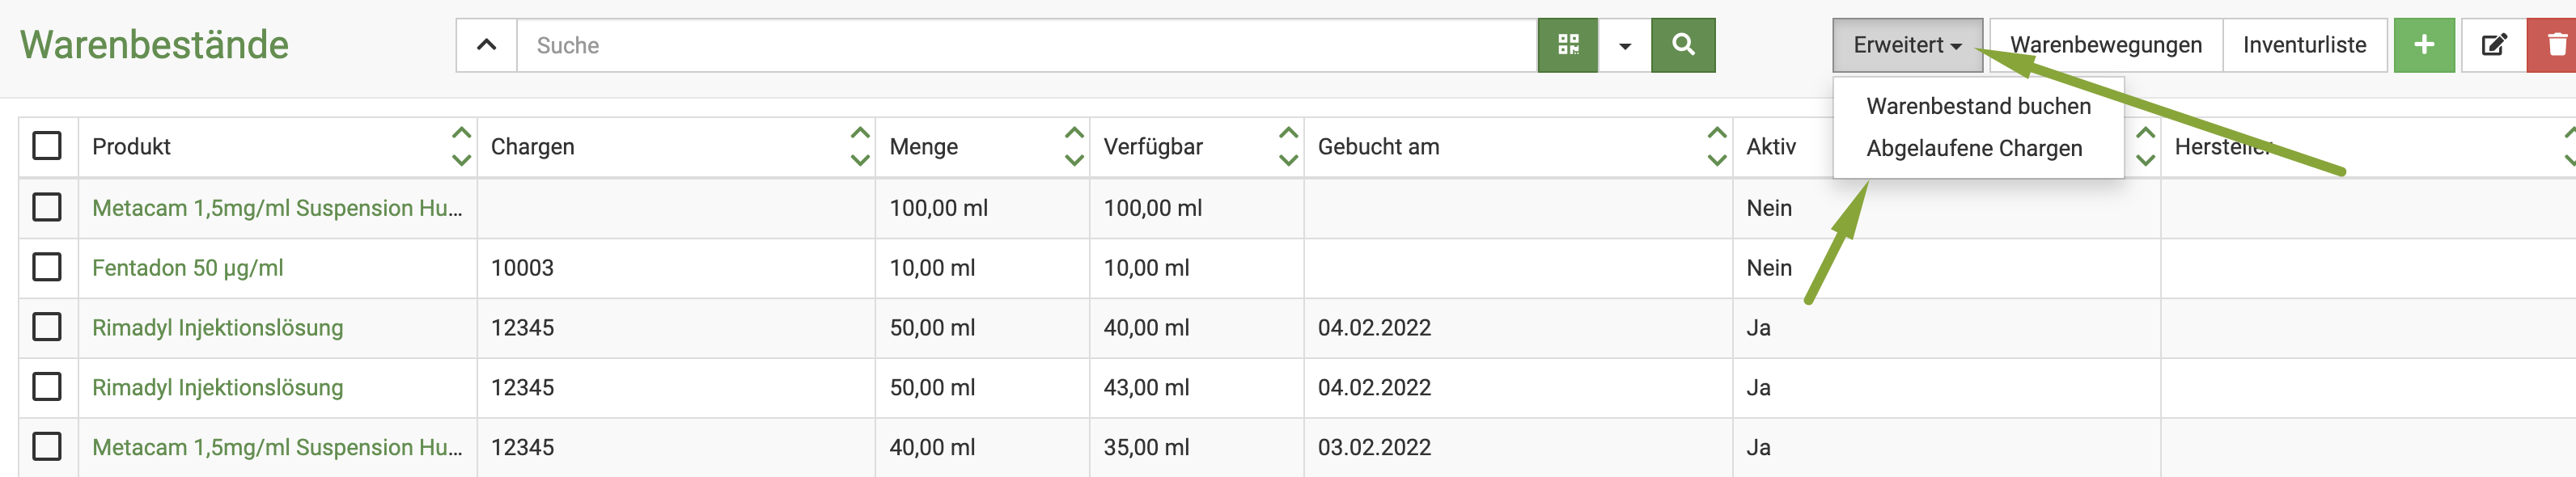 Warenbestände
Suche
Erweitert
Warenbewegungen
Inventurliste
Warenbestand buchen
Abgelaufene Chargen
Produkt Chargen Menge Verfügbar Gebucht am Aktiv Hersteller
Metacam 1,5mg/ml Suspension Hu... 100,00 ml 100,00 ml Nein
Fentadon 50 µg/ml 10003 10,00 ml 10,00 ml Nein
Rimadyl Injektionslösung 12345 50,00 ml 40,00 ml 04.02.2022 Ja
Rimadyl Injektionslösung 12345 50,00 ml 43,00 ml 04.02.2022 Ja
Metacam 1,5mg/ml Suspension Hu... 12345 40,00 ml 35,00 ml 03.02.2022 Ja